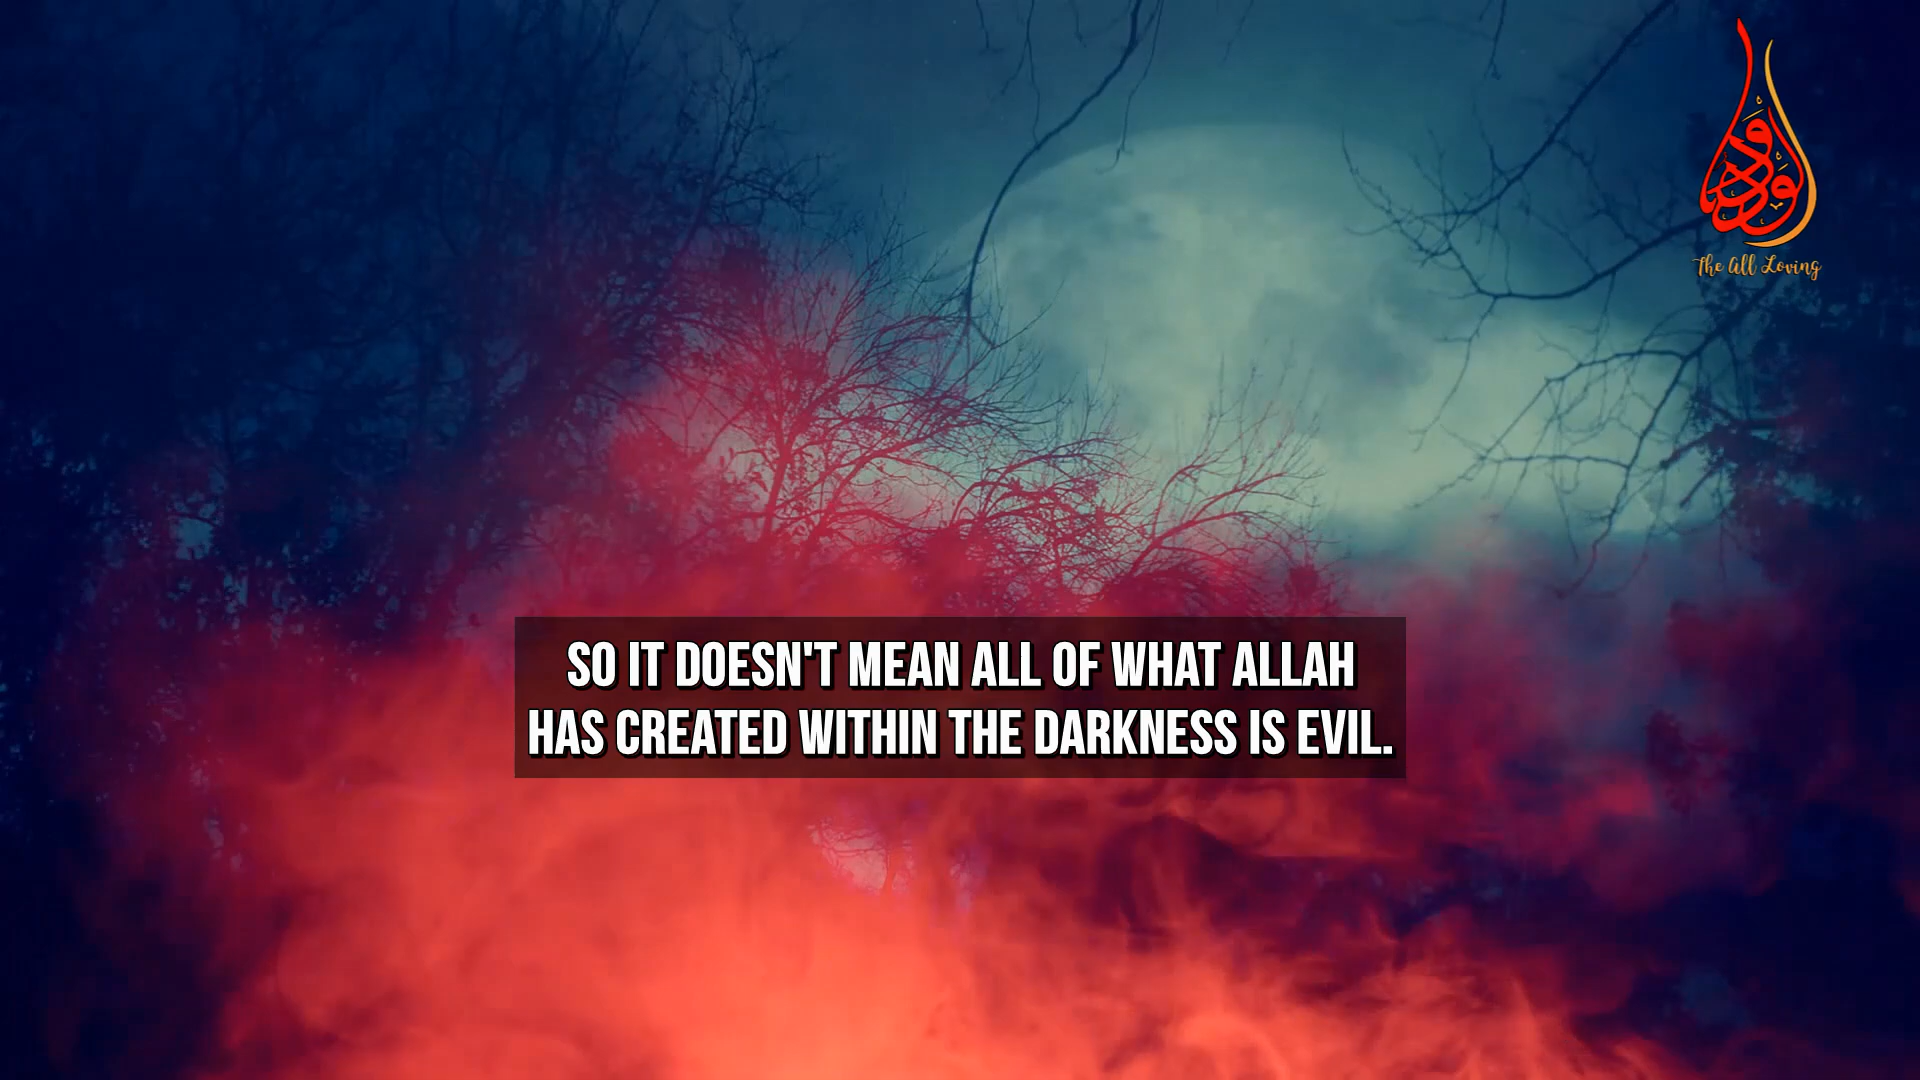 The All Loving
SO IT DOESN'T MEAN ALL OF WHAT ALLAH
HAS CREATED WITHIN THE DARKNESS IS EVIL.